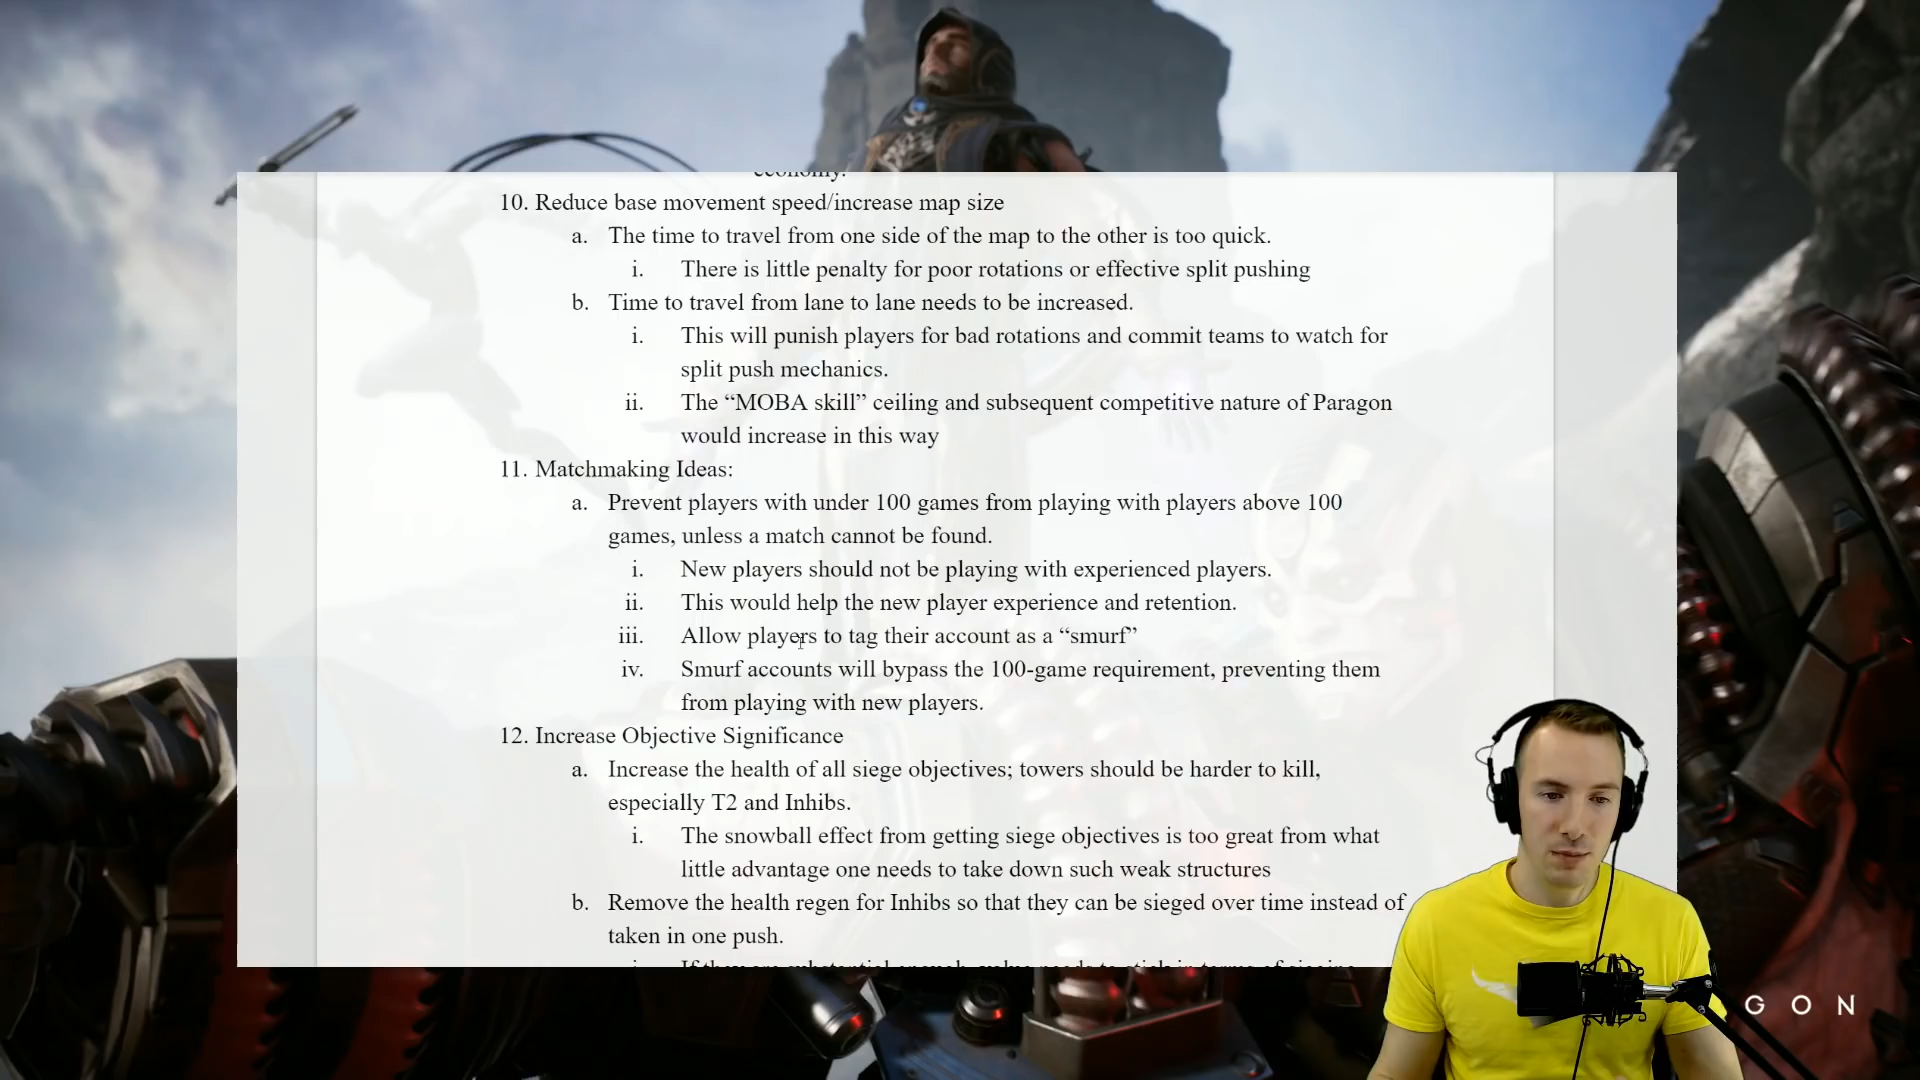 economy.
10. Reduce base movement speed/increase map size
a. The time to travel from one side of the map to the other is too quick.
i. There is little penalty for poor rotations or effective split pushing
b. Time to travel from lane to lane needs to be increased.
i. This will punish players for bad rotations and commit teams to watch for
split push mechanics.
ii. The “MOBA skill” ceiling and subsequent competitive nature of Paragon
would increase in this way
11. Matchmaking Ideas:
a. Prevent players with under 100 games from playing with players above 100
games, unless a match cannot be found.
i. New players should not be playing with experienced players.
ii. This would help the new player experience and retention.
iii. Allow players to tag their account as a “smurf”
iv. Smurf accounts will bypass the 100-game requirement, preventing them
from playing with new players.
12. Increase Objective Significance
a. Increase the health of all siege objectives; towers should be harder to kill,
especially T2 and Inhibs.
i. The snowball effect from getting siege objectives is too great from what
little advantage one needs to take down such weak structures
b. Remove the health regen for Inhibs so that they can be sieged over time instead of
taken in one push.
G O N